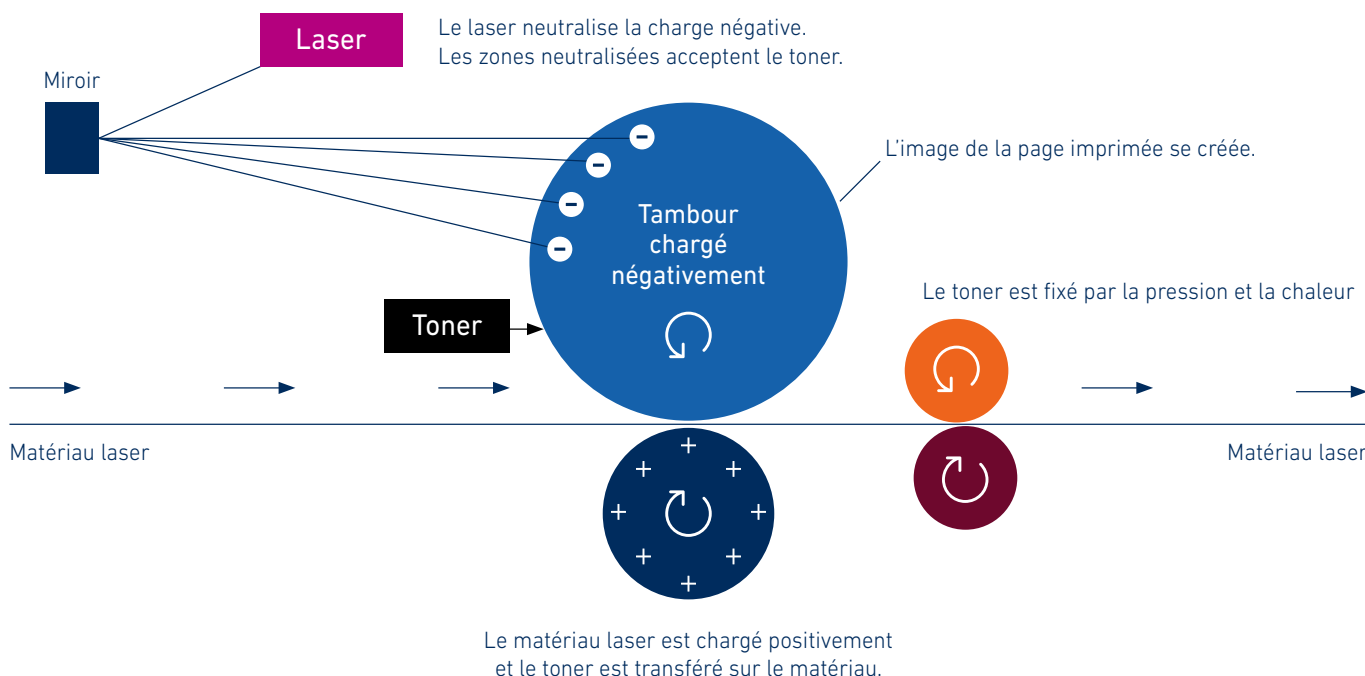 Laser
Le laser neutralise la charge négative.
Les zones neutralisées acceptent le toner.
Miroir
L'image de la page imprimée se créée.
Tambour
chargé
négativement
Le toner est fixé par la pression et la chaleur
Toner
Matériau laser
Matériau laser
Le matériau laser est chargé positivement
et le toner est transféré sur le matériau.